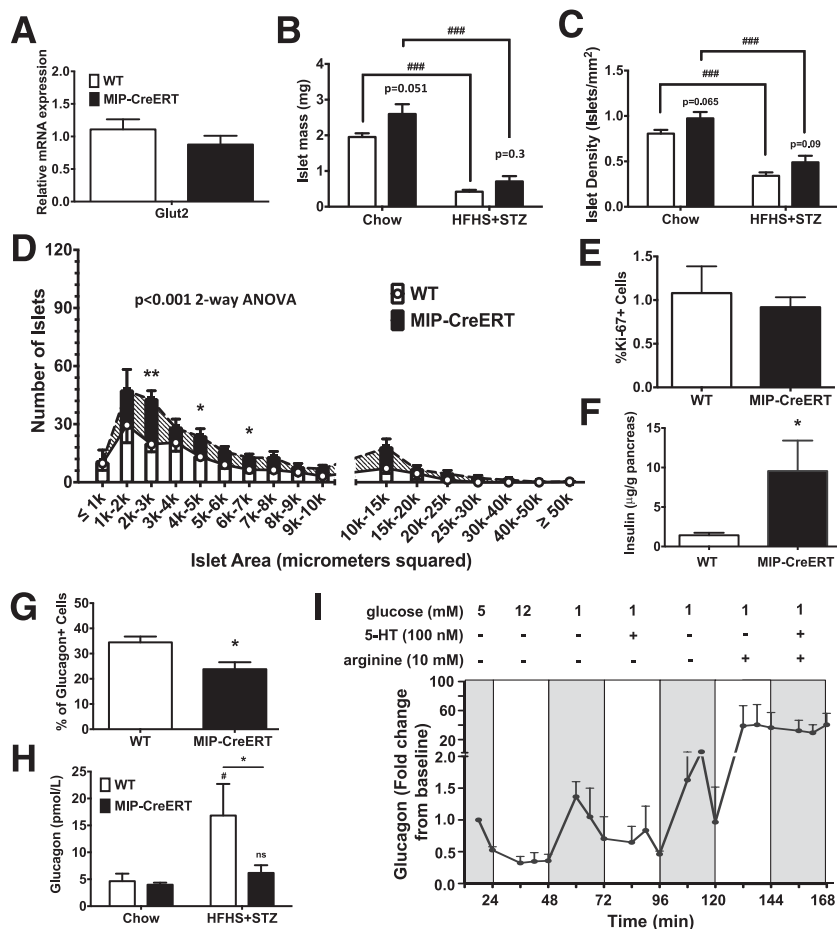 A
Relative mRNA expression
2.0
1.5
1.0
0.5
0.0
WT
MIP-CreERT
Glut2
B
Islet mass (mg)
4
3
2
1
0
###
###
p=0.051
p=0.3
Chow HFHS+STZ
C
Islet Density (Islets/mm²)
1.5
1.0
0.5
0.0
###
###
p=0.065
p=0.09
Chow HFHS+STZ
D
Number of Islets
120
90
60
30
0
p<0.001 2-way ANOVA
WT
MIP-CreERT
** * *
≤ 1k 1k-2k 2k-3k 3k-4k 4k-5k 5k-6k 6k-7k 7k-8k 8k-9k 9k-10k 10k-15k 15k-20k 20k-25k 25k-30k 30k-40k 40k-50k ≥ 50k
Islet Area (micrometers squared)
E
%Ki-67+ Cells
1.5
1.0
0.5
0.0
WT MIP-CreERT
F
Insulin (µg/g pancreas)
15
10
5
0
*
WT MIP-CreERT
G
% of Glucagon+ Cells
50
40
30
20
10
0
*
WT MIP-CreERT
H
Glucagon (pmol/L)
25
20
15
10
5
0
WT
MIP-CreERT
*
#
ns
Chow HFHS+STZ
I
glucose (mM) 5 12 1 1 1 1 1
5-HT (100 nM) - - - + - - +
arginine (10 mM) - - - - - + +
Glucagon (Fold change
from baseline)
100
80
60
40
20
2.0
1.5
1.0
0.5
0.0
24 48 72 96 120 144 168
Time (min)